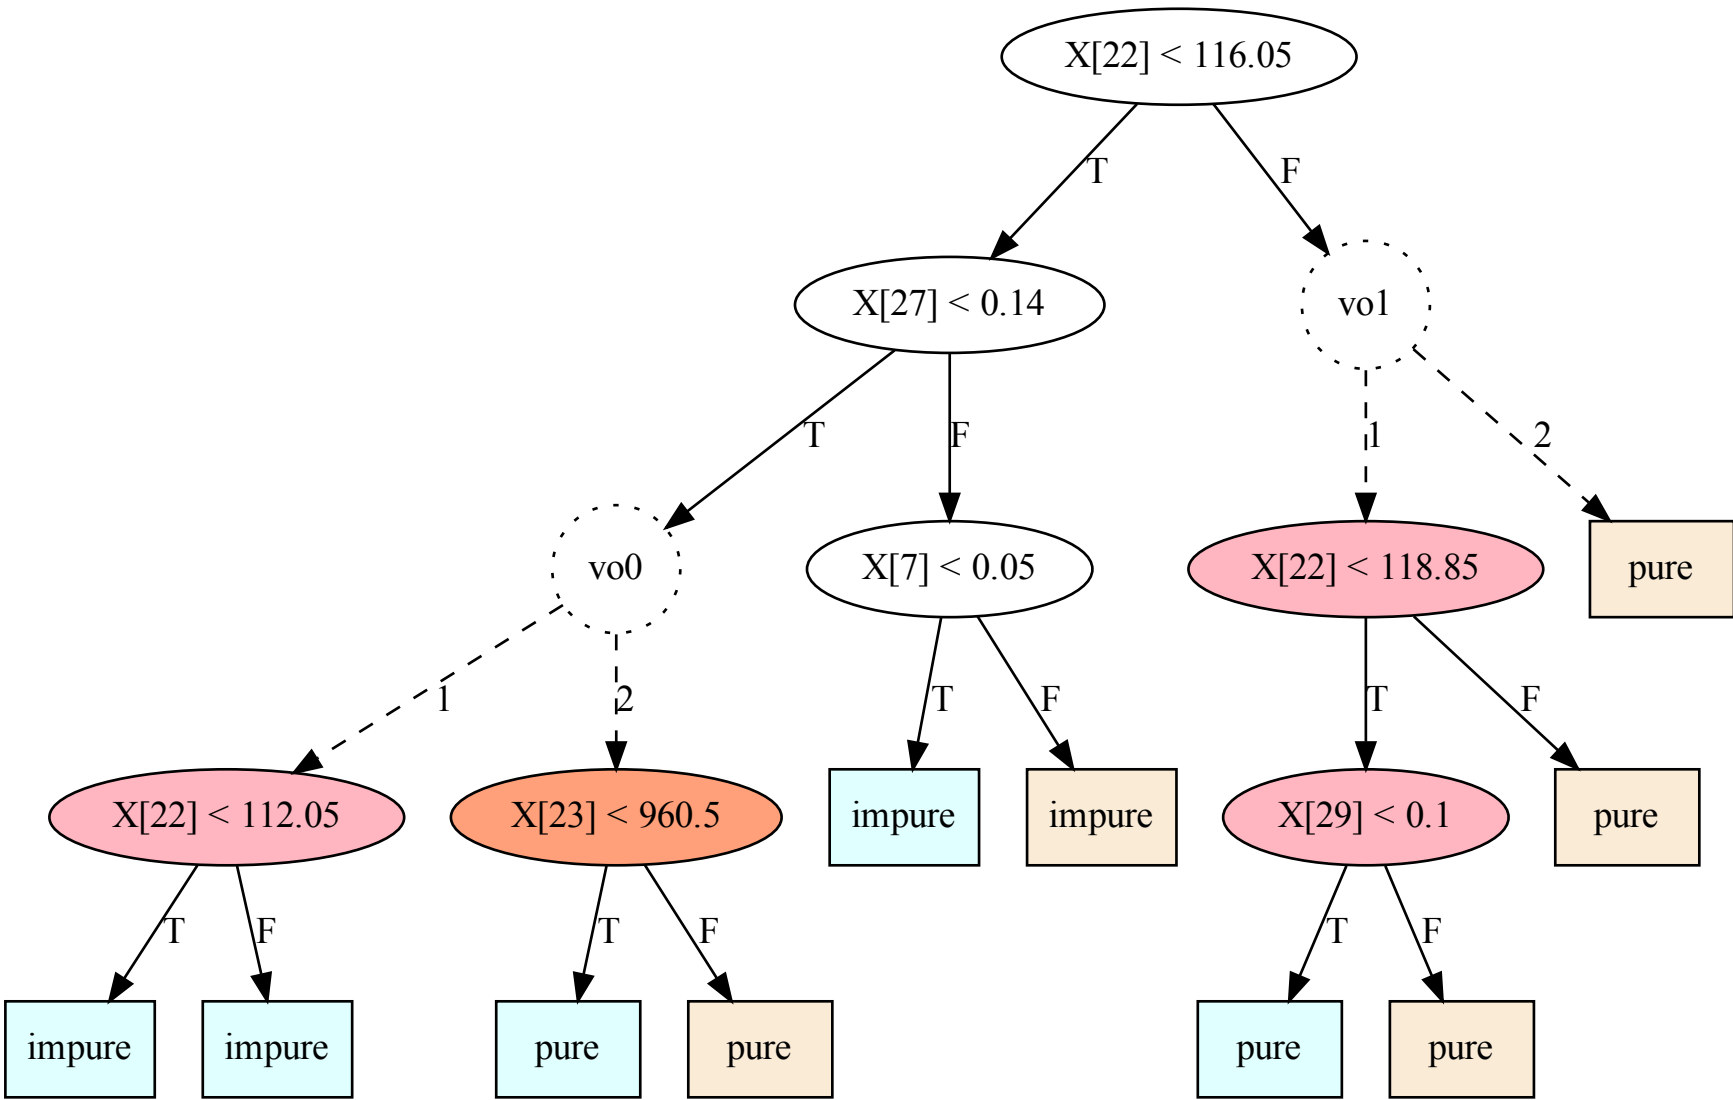 X[22] < 116.05
T
F
X[27] < 0.14
vo1
T
F
1
2
vo0
X[7] < 0.05
X[22] < 118.85
pure
1
2
T
F
T
F
X[22] < 112.05
X[23] < 960.5
impure
impure
X[29] < 0.1
pure
T
F
T
F
T
F
impure
impure
pure
pure
pure
pure